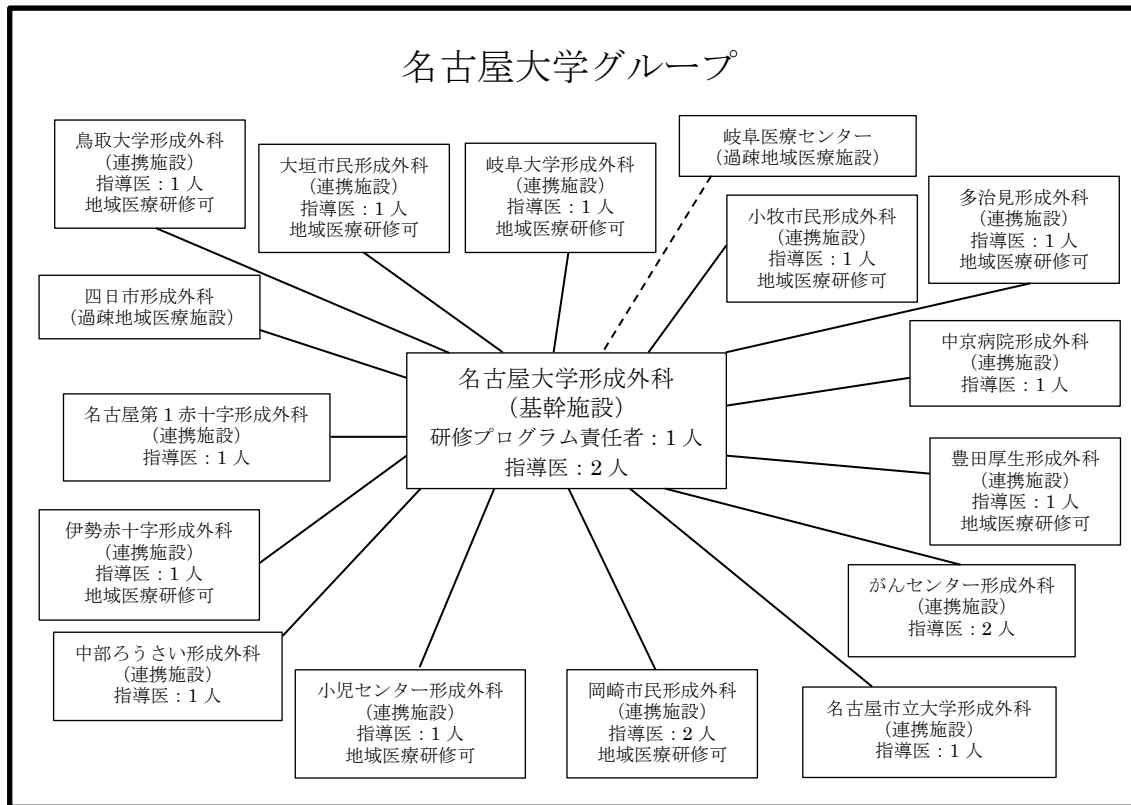 名古屋大学グループ
鳥取大学形成外科
(連携施設)
指導医：1 人
地域医療研修可
大垣市民形成外科
(連携施設)
指導医：1 人
地域医療研修可
岐阜大学形成外科
(連携施設)
指導医：1 人
地域医療研修可
岐阜医療センター
(過疎地域医療施設)
小牧市民形成外科
(連携施設)
指導医：1 人
地域医療研修可
多治見形成外科
(連携施設)
指導医：1 人
地域医療研修可
四日市形成外科
(過疎地域医療施設)
名古屋大学形成外科
(基幹施設)
研修プログラム責任者：1 人
指導医：2 人
中京病院形成外科
(連携施設)
指導医：1 人
名古屋第 1 赤十字形成外科
(連携施設)
指導医：1 人
豊田厚生形成外科
(連携施設)
指導医：1 人
地域医療研修可
伊勢赤十字形成外科
(連携施設)
指導医：1 人
地域医療研修可
がんセンター形成外科
(連携施設)
指導医：2 人
中部ろうさい形成外科
(連携施設)
指導医：1 人
小児センター形成外科
(連携施設)
指導医：1 人
地域医療研修可
岡崎市民形成外科
(連携施設)
指導医：2 人
地域医療研修可
名古屋市立大学形成外科
(連携施設)
指導医：1 人